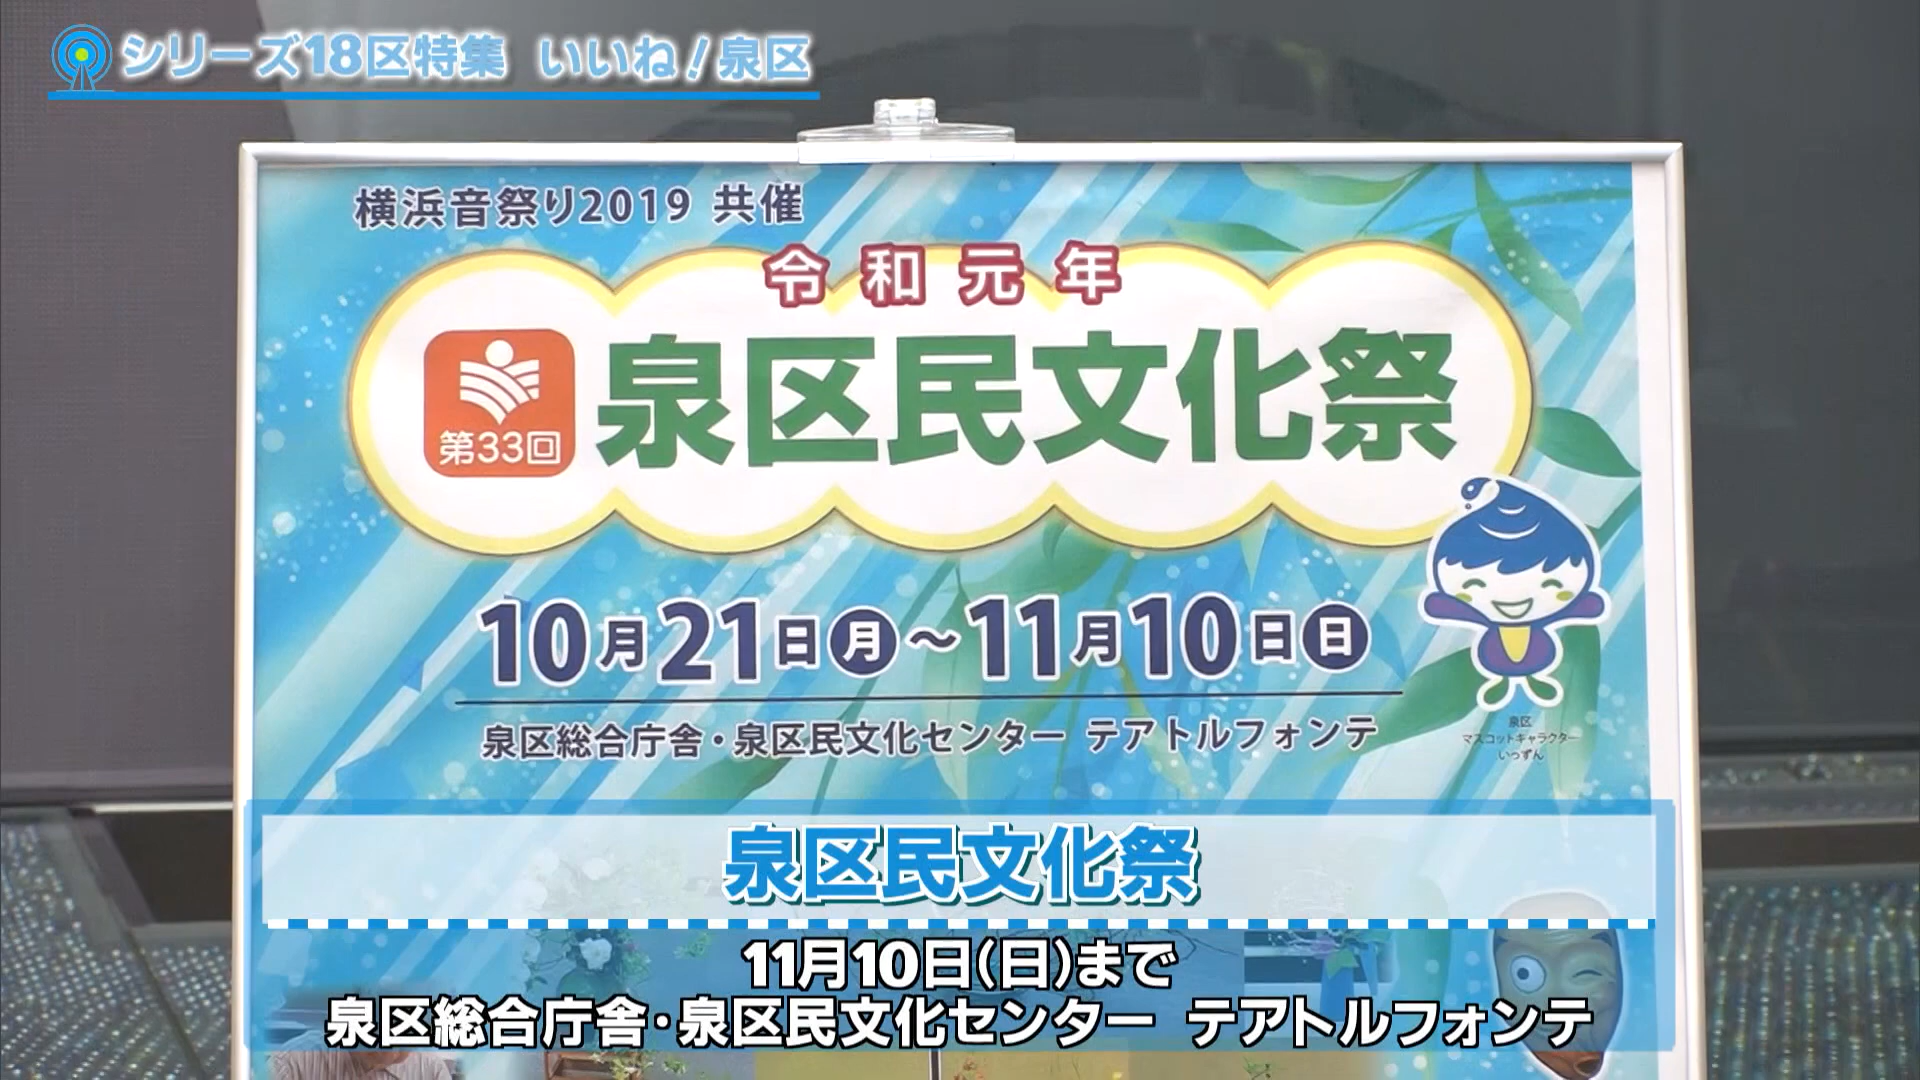 シリーズ18区特集 いいね!泉区
横浜音祭り2019 共催
令和元年
第33回
泉区民文化祭
10月21日(月)~11月10日(日)
泉区総合庁舎・泉区民文化センター テアトルフォンテ
泉区
マスコットキャラクター
いっずん
泉区民文化祭
11月10日(日)まで
泉区総合庁舎・泉区民文化センター テアトルフォンテ